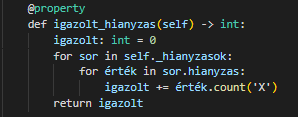 @property
def igazolt_hianyzas(self) -> int:
    igazolt: int = 0
    for sor in self._hianyzasok:
        for érték in sor.hianyzas:
            igazolt += érték.count('X')
    return igazolt